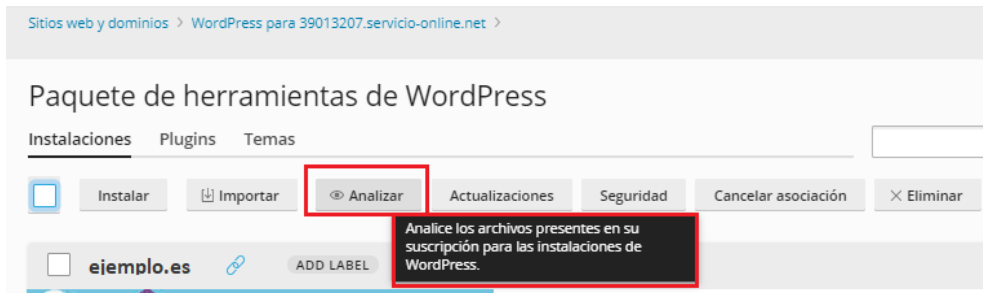 Sitios web y dominios > WordPress para 39013207.servicio-online.net >
Paquete de herramientas de WordPress
Instalaciones Plugins Temas
Instalar Importar Analizar Actualizaciones Seguridad Cancelar asociación Eliminar
Analice los archivos presentes en su
suscripción para las instalaciones de
WordPress.
ejemplo.es ADD LABEL